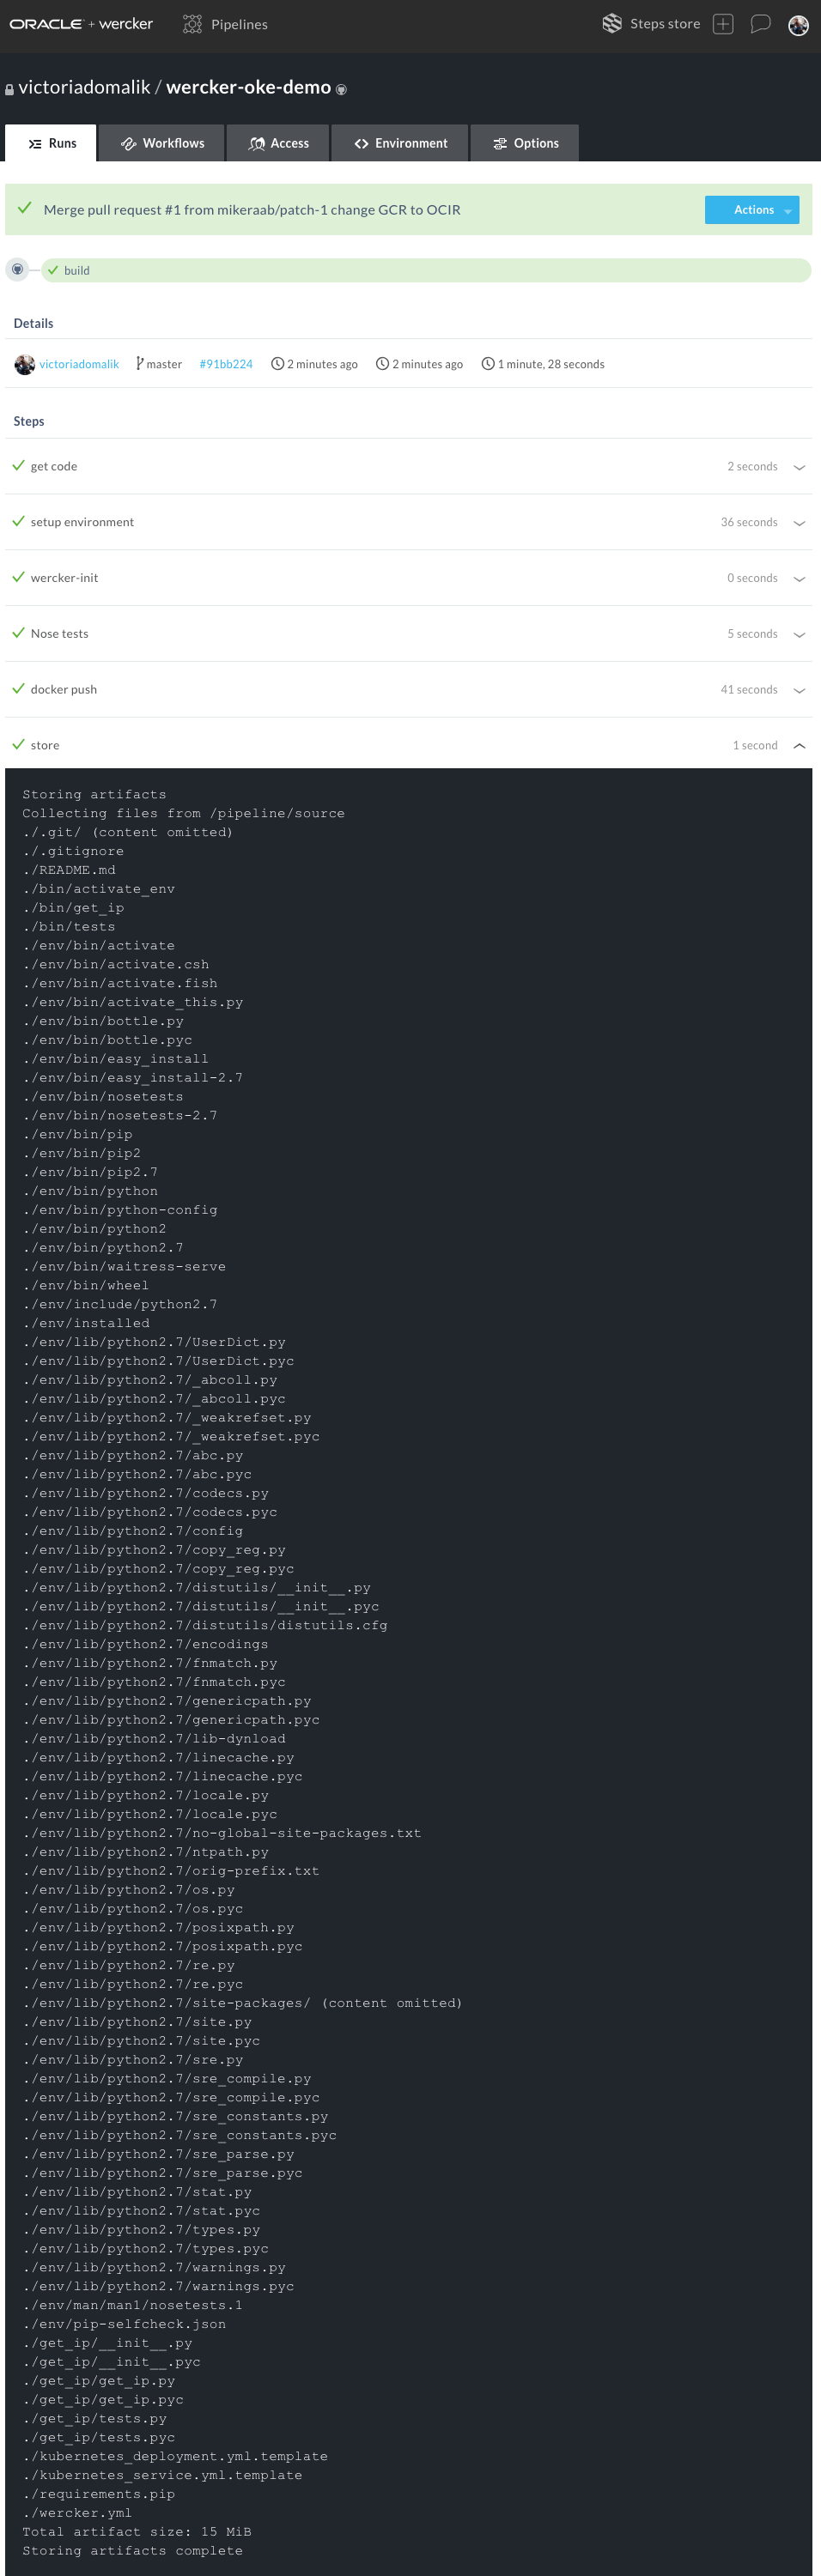 ORACLE + wercker Pipelines Steps store
victoriadomalik / wercker-oke-demo
Runs Workflows Access Environment Options
Merge pull request #1 from mikeraab/patch-1 change GCR to OCIR Actions
build
Details
victoriadomalik master #91bb224 2 minutes ago 2 minutes ago 1 minute, 28 seconds
Steps
get code 2 seconds
setup environment 36 seconds
wercker-init 0 seconds
Nose tests 5 seconds
docker push 41 seconds
store 1 second
Storing artifacts
Collecting files from /pipeline/source
./.git/ (content omitted)
./.gitignore
./README.md
./bin/activate_env
./bin/get_ip
./bin/tests
./env/bin/activate
./env/bin/activate.csh
./env/bin/activate.fish
./env/bin/activate_this.py
./env/bin/bottle.py
./env/bin/bottle.pyc
./env/bin/easy_install
./env/bin/easy_install-2.7
./env/bin/nosetests
./env/bin/nosetests-2.7
./env/bin/pip
./env/bin/pip2
./env/bin/pip2.7
./env/bin/python
./env/bin/python-config
./env/bin/python2
./env/bin/python2.7
./env/bin/waitress-serve
./env/bin/wheel
./env/include/python2.7
./env/installed
./env/lib/python2.7/UserDict.py
./env/lib/python2.7/UserDict.pyc
./env/lib/python2.7/_abcoll.py
./env/lib/python2.7/_abcoll.pyc
./env/lib/python2.7/_weakrefset.py
./env/lib/python2.7/_weakrefset.pyc
./env/lib/python2.7/abc.py
./env/lib/python2.7/abc.pyc
./env/lib/python2.7/codecs.py
./env/lib/python2.7/codecs.pyc
./env/lib/python2.7/config
./env/lib/python2.7/copy_reg.py
./env/lib/python2.7/copy_reg.pyc
./env/lib/python2.7/distutils/__init__.py
./env/lib/python2.7/distutils/__init__.pyc
./env/lib/python2.7/distutils/distutils.cfg
./env/lib/python2.7/encodings
./env/lib/python2.7/fnmatch.py
./env/lib/python2.7/fnmatch.pyc
./env/lib/python2.7/genericpath.py
./env/lib/python2.7/genericpath.pyc
./env/lib/python2.7/lib-dynload
./env/lib/python2.7/linecache.py
./env/lib/python2.7/linecache.pyc
./env/lib/python2.7/locale.py
./env/lib/python2.7/locale.pyc
./env/lib/python2.7/no-global-site-packages.txt
./env/lib/python2.7/ntpath.py
./env/lib/python2.7/orig-prefix.txt
./env/lib/python2.7/os.py
./env/lib/python2.7/os.pyc
./env/lib/python2.7/posixpath.py
./env/lib/python2.7/posixpath.pyc
./env/lib/python2.7/re.py
./env/lib/python2.7/re.pyc
./env/lib/python2.7/site-packages/ (content omitted)
./env/lib/python2.7/site.py
./env/lib/python2.7/site.pyc
./env/lib/python2.7/sre.py
./env/lib/python2.7/sre_compile.py
./env/lib/python2.7/sre_compile.pyc
./env/lib/python2.7/sre_constants.py
./env/lib/python2.7/sre_constants.pyc
./env/lib/python2.7/sre_parse.py
./env/lib/python2.7/sre_parse.pyc
./env/lib/python2.7/stat.py
./env/lib/python2.7/stat.pyc
./env/lib/python2.7/types.py
./env/lib/python2.7/types.pyc
./env/lib/python2.7/warnings.py
./env/lib/python2.7/warnings.pyc
./env/man/man1/nosetests.1
./env/pip-selfcheck.json
./get_ip/__init__.py
./get_ip/__init__.pyc
./get_ip/get_ip.py
./get_ip/get_ip.pyc
./get_ip/tests.py
./get_ip/tests.pyc
./kubernetes_deployment.yml.template
./kubernetes_service.yml.template
./requirements.pip
./wercker.yml
Total artifact size: 15 MiB
Storing artifacts complete